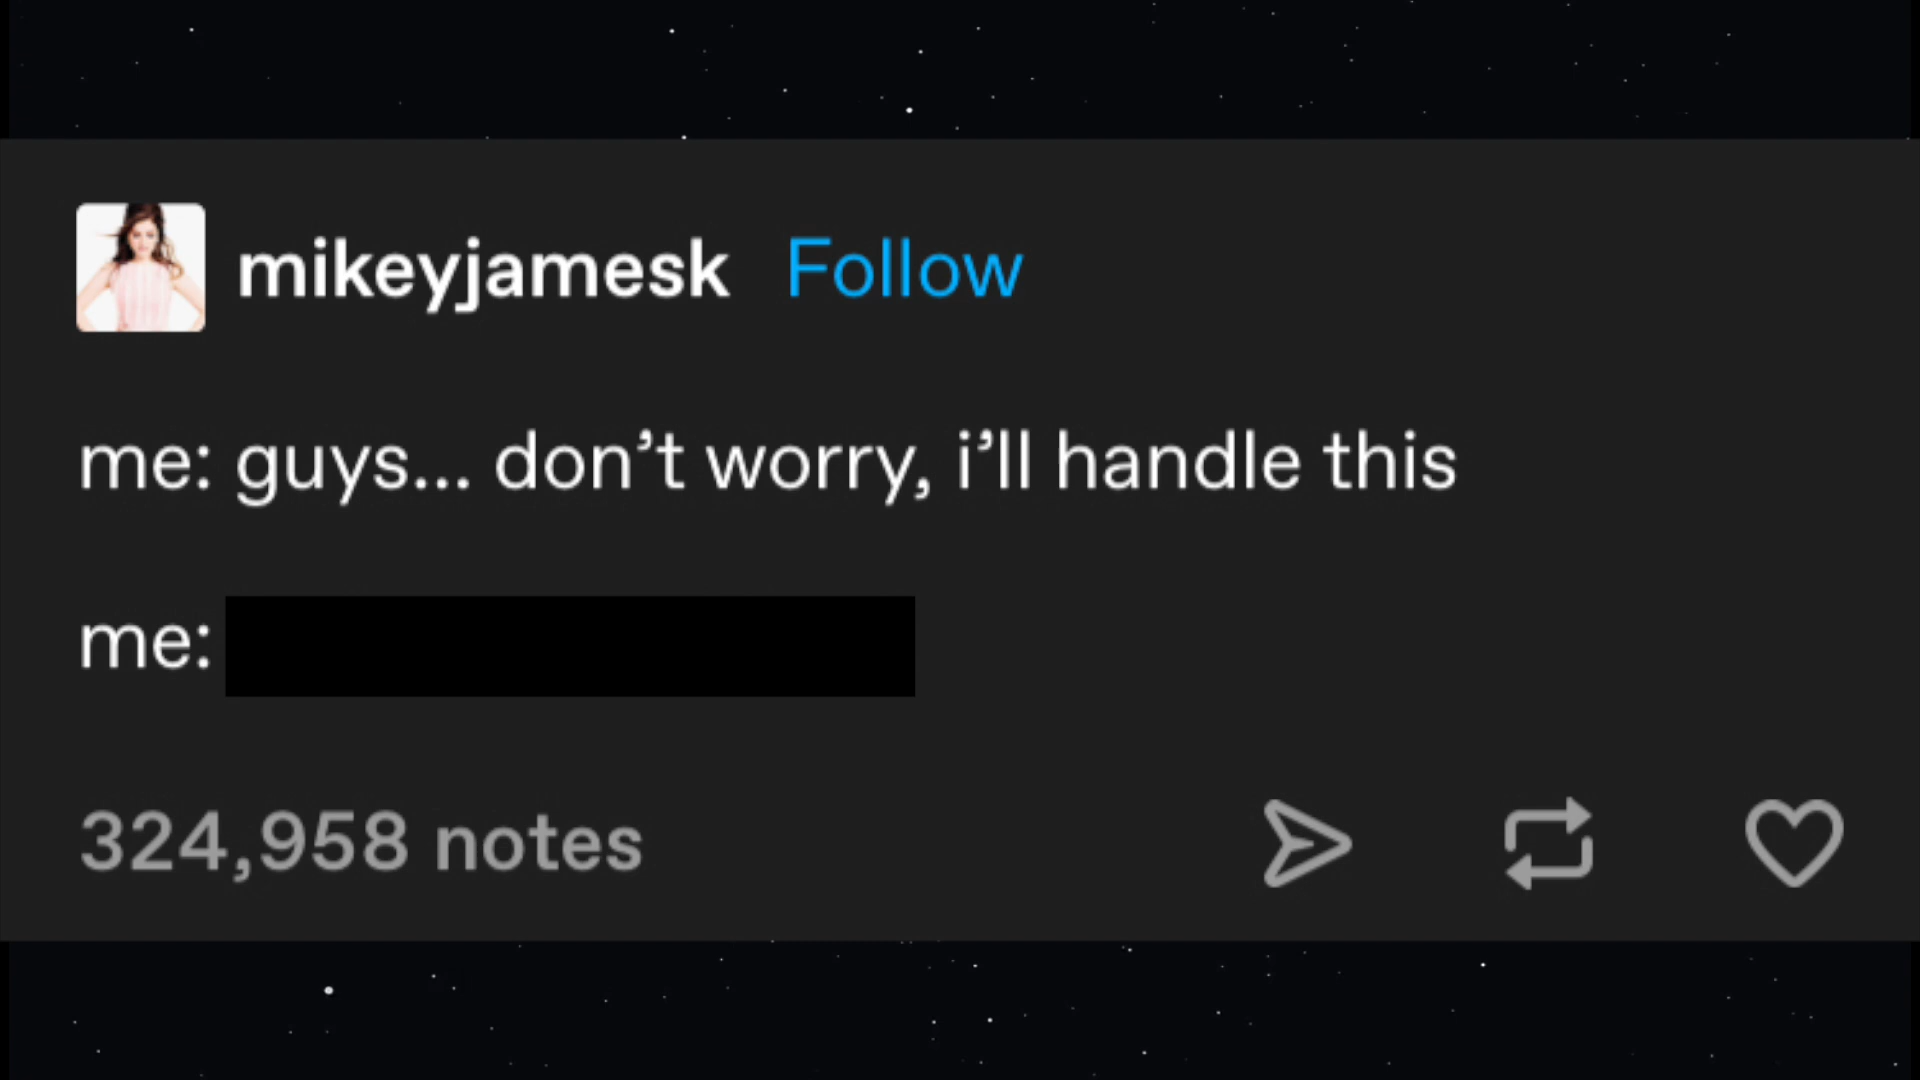 mikeyjamesk Follow
me: guys... don’t worry, i’ll handle this
me:
324,958 notes